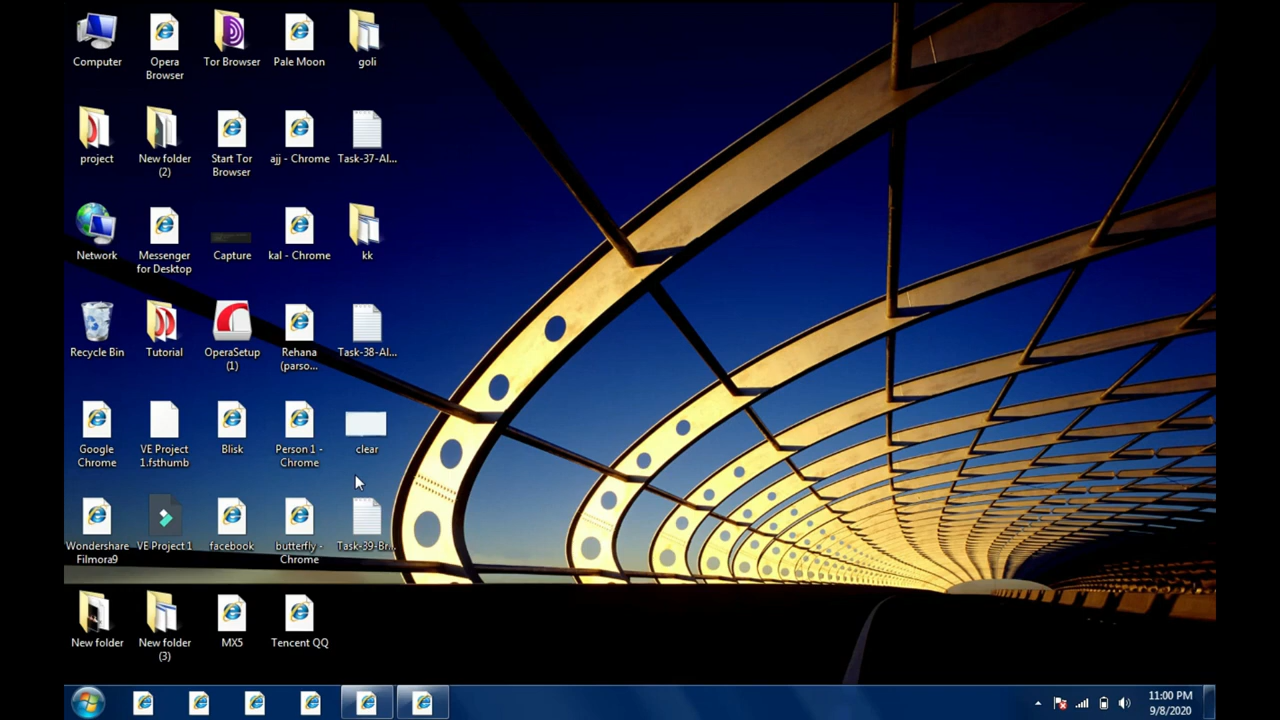 Computer
Opera
Browser
Tor Browser
Pale Moon
goli
project
New folder
(2)
Start Tor
Browser
ajj - Chrome
Task-37-Al...
Network
Messenger
for Desktop
Capture
kal - Chrome
kk
Recycle Bin
Tutorial
OperaSetup
(1)
Rehana
(parso...
Task-38-Al...
Google
Chrome
VE Project
1.fsthumb
Blisk
Person 1 -
Chrome
clear
Wondershare
Filmora9
VE Project 1
facebook
butterfly -
Chrome
Task-39-Br...
New folder
New folder
(3)
MX5
Tencent QQ
11:00 PM
9/8/2020